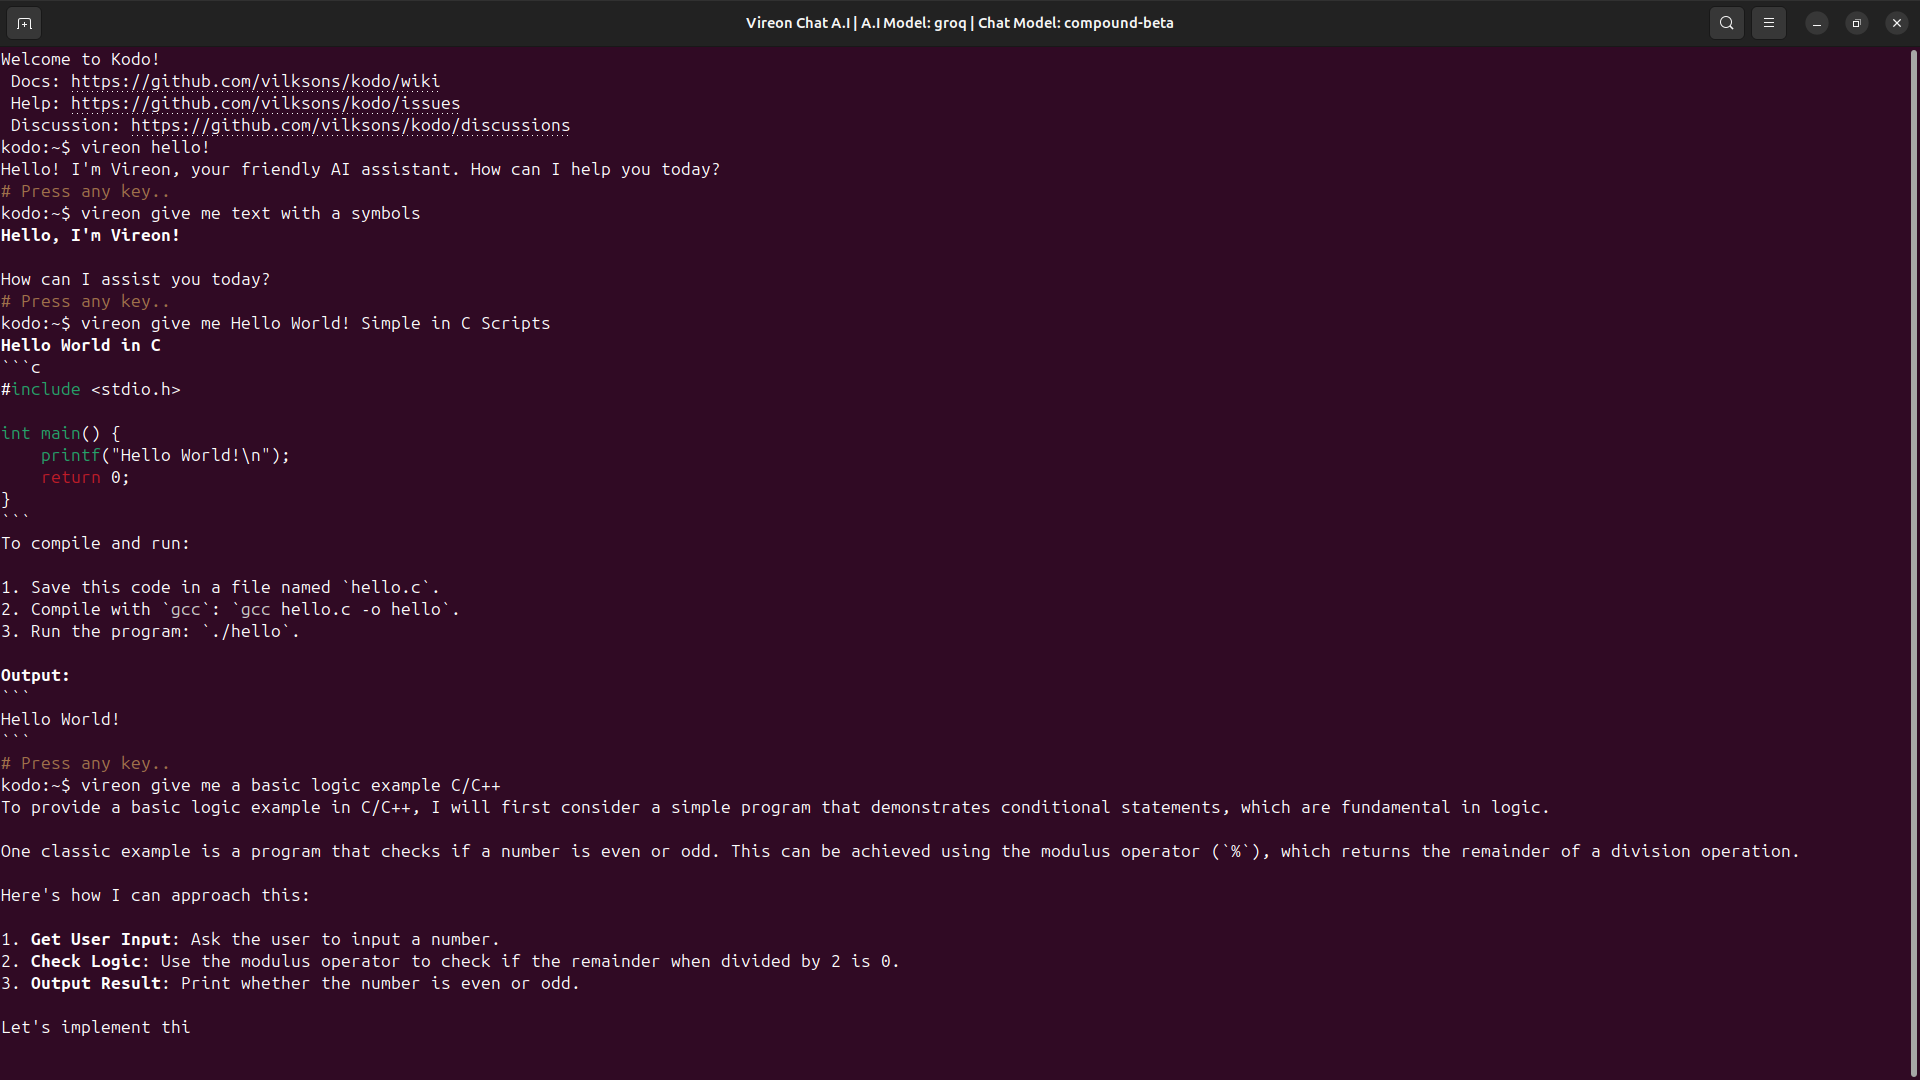 Vireon Chat A.I | A.I Model: groq | Chat Model: compound-beta
Welcome to Kodo!
 Docs: https://github.com/vilksons/kodo/wiki
 Help: https://github.com/vilksons/kodo/issues
 Discussion: https://github.com/vilksons/kodo/discussions
kodo:~$ vireon hello!
Hello! I'm Vireon, your friendly AI assistant. How can I help you today?
# Press any key..
kodo:~$ vireon give me text with a symbols
Hello, I'm Vireon!

How can I assist you today?
# Press any key..
kodo:~$ vireon give me Hello World! Simple in C Scripts
Hello World in C
```c
#include <stdio.h>

int main() {
    printf("Hello World!\n");
    return 0;
}
```
To compile and run:

1. Save this code in a file named `hello.c`.
2. Compile with `gcc`: `gcc hello.c -o hello`.
3. Run the program: `./hello`.

Output:
```
Hello World!
```
# Press any key..
kodo:~$ vireon give me a basic logic example C/C++
To provide a basic logic example in C/C++, I will first consider a simple program that demonstrates conditional statements, which are fundamental in logic.

One classic example is a program that checks if a number is even or odd. This can be achieved using the modulus operator (`%`), which returns the remainder of a division operation.

Here's how I can approach this:

1. Get User Input: Ask the user to input a number.
2. Check Logic: Use the modulus operator to check if the remainder when divided by 2 is 0.
3. Output Result: Print whether the number is even or odd.

Let's implement thi